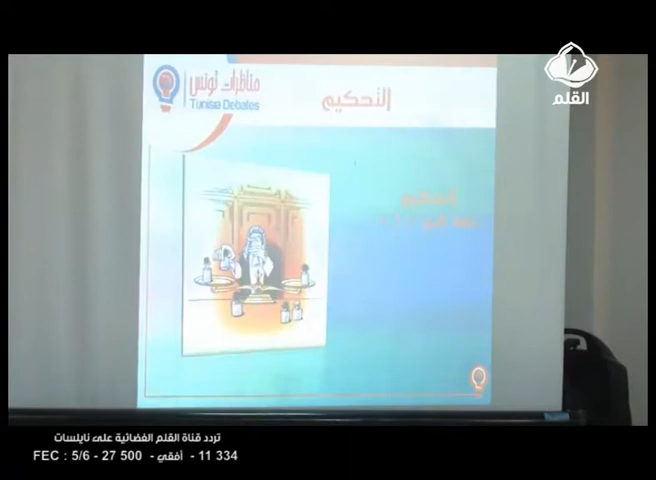 القلم
مناظرات تونس
Tunisia Debates
التحكيم
تردد قناة القلم الفضائية على نايلسات
FEC : 5/6 - 27 500 - أفقي - 11 334